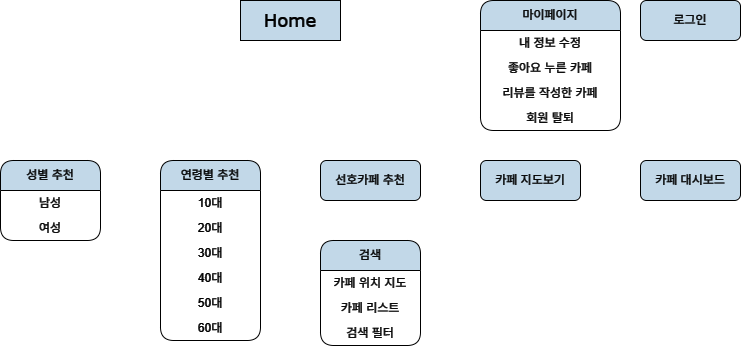 Home
마이페이지
내 정보 수정
좋아요 누른 카페
리뷰를 작성한 카페
회원 탈퇴
로그인
성별 추천
남성
여성
연령별 추천
10대
20대
30대
40대
50대
60대
선호카페 추천
카페 지도보기
카페 대시보드
검색
카페 위치 지도
카페 리스트
검색 필터